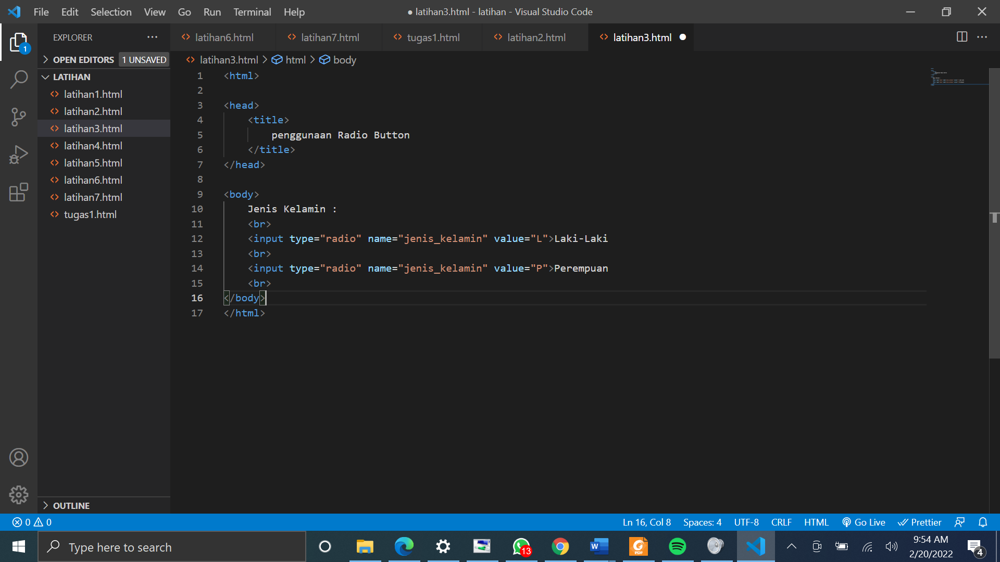 File Edit Selection View Go Run Terminal Help
● latihan3.html - latihan - Visual Studio Code
EXPLORER
latihan6.html latihan7.html tugas1.html latihan2.html latihan3.html
1
OPEN EDITORS 1 UNSAVED
latihan3.html > html > body
LATIHAN
latihan1.html
latihan2.html
latihan3.html
latihan4.html
latihan5.html
latihan6.html
latihan7.html
tugas1.html
OUTLINE
1 <html>
2
3 <head>
4 <title>
5 penggunaan Radio Button
6 </title>
7 </head>
8
9 <body>
10 Jenis Kelamin :
11 <br>
12 <input type="radio" name="jenis_kelamin" value="L">Laki-Laki
13 <br>
14 <input type="radio" name="jenis_kelamin" value="P">Perempuan
15 <br>
16 </body>
17 </html>
0 0
Ln 16, Col 8 Spaces: 4 UTF-8 CRLF HTML Go Live Prettier
Type here to search
13
W
PDF
9:54 AM
2/20/2022
4